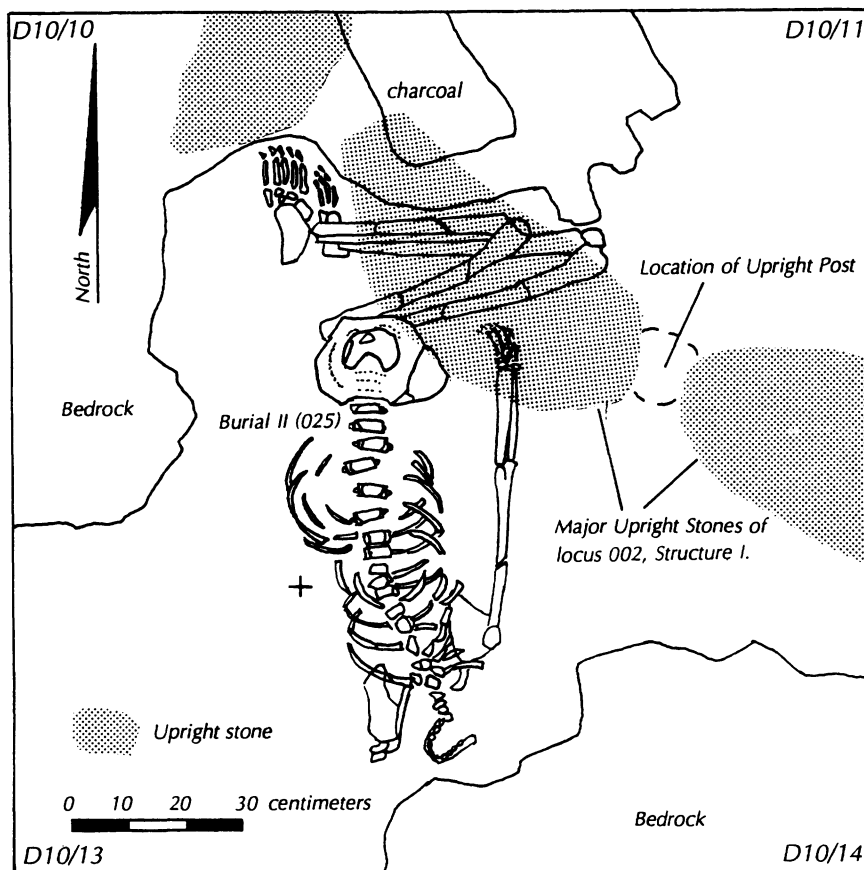 D10/10
D10/11
charcoal
North
Location of Upright Post
Bedrock
Burial II (025)
Major Upright Stones of
locus 002, Structure I.
Upright stone
0 10 20 30 centimeters
Bedrock
D10/13
D10/14